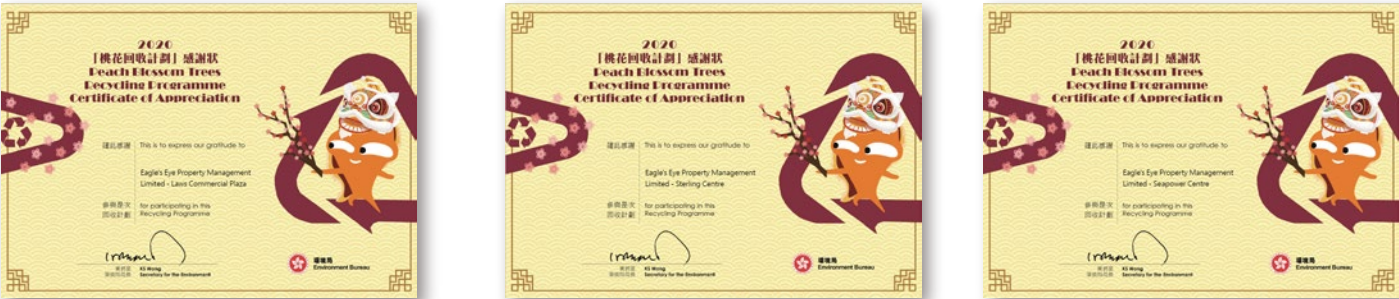 2020
「桃花回收計劃」感謝狀
Peach Blossom Trees
Recycling Programme
Certificate of Appreciation
謹此感謝 This is to express our gratitude to
Eagle's Eye Property Management
Limited - Laws Commercial Plaza
參與是次 for participating in this
回收計劃 Recycling Programme
KS Wong
Secretary for the Environment
環境局
Environment Bureau
2020
「桃花回收計劃」感謝狀
Peach Blossom Trees
Recycling Programme
Certificate of Appreciation
謹此感謝 This is to express our gratitude to
Eagle's Eye Property Management
Limited - Sterling Centre
參與是次 for participating in this
回收計劃 Recycling Programme
KS Wong
Secretary for the Environment
環境局
Environment Bureau
2020
「桃花回收計劃」感謝狀
Peach Blossom Trees
Recycling Programme
Certificate of Appreciation
謹此感謝 This is to express our gratitude to
Eagle's Eye Property Management
Limited - Seapower Centre
參與是次 for participating in this
回收計劃 Recycling Programme
KS Wong
Secretary for the Environment
環境局
Environment Bureau